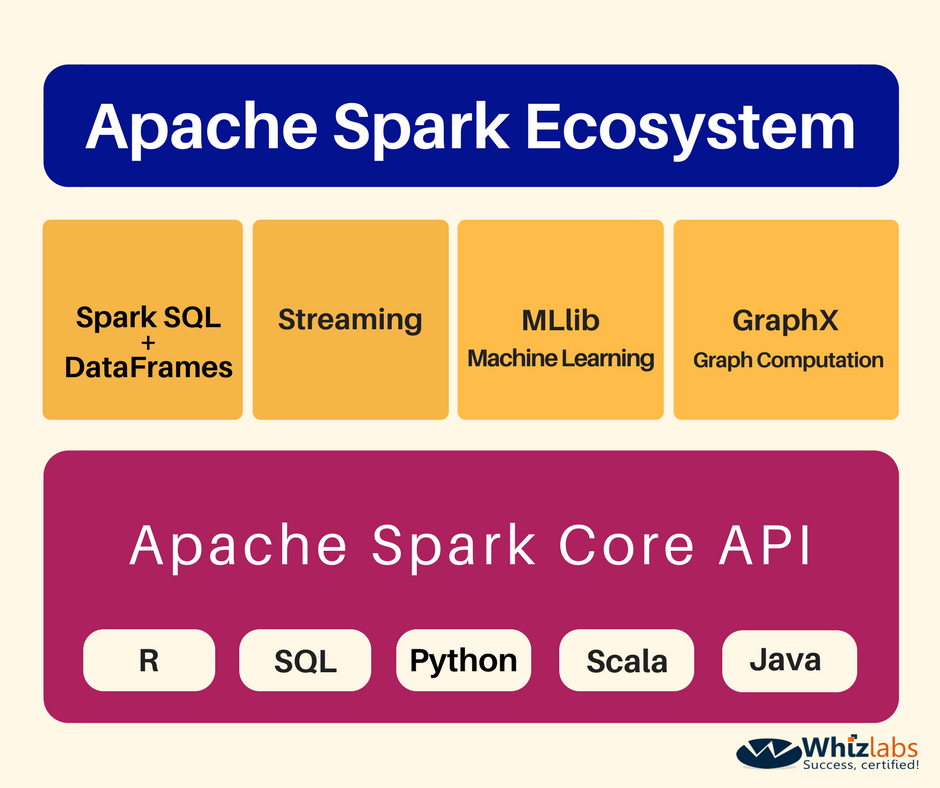 Apache Spark Ecosystem
Spark SQL
+
DataFrames
Streaming
MLlib
Machine Learning
GraphX
Graph Computation
Apache Spark Core API
R
SQL
Python
Scala
Java
Whizlabs
Success, certified!